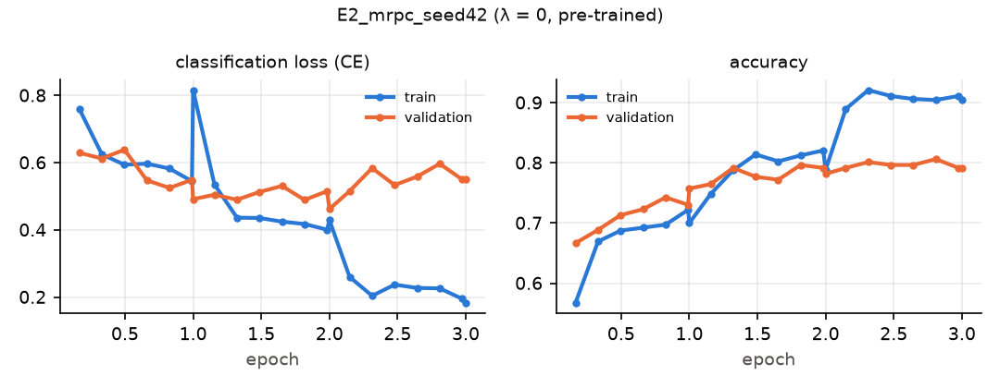 E2_mrpc_seed42 (λ = 0, pre-trained)
classification loss (CE)
train
validation
0.8
0.6
0.4
0.2
0.5
1.0
1.5
2.0
2.5
3.0
epoch
accuracy
train
validation
0.9
0.8
0.7
0.6
0.5
1.0
1.5
2.0
2.5
3.0
epoch